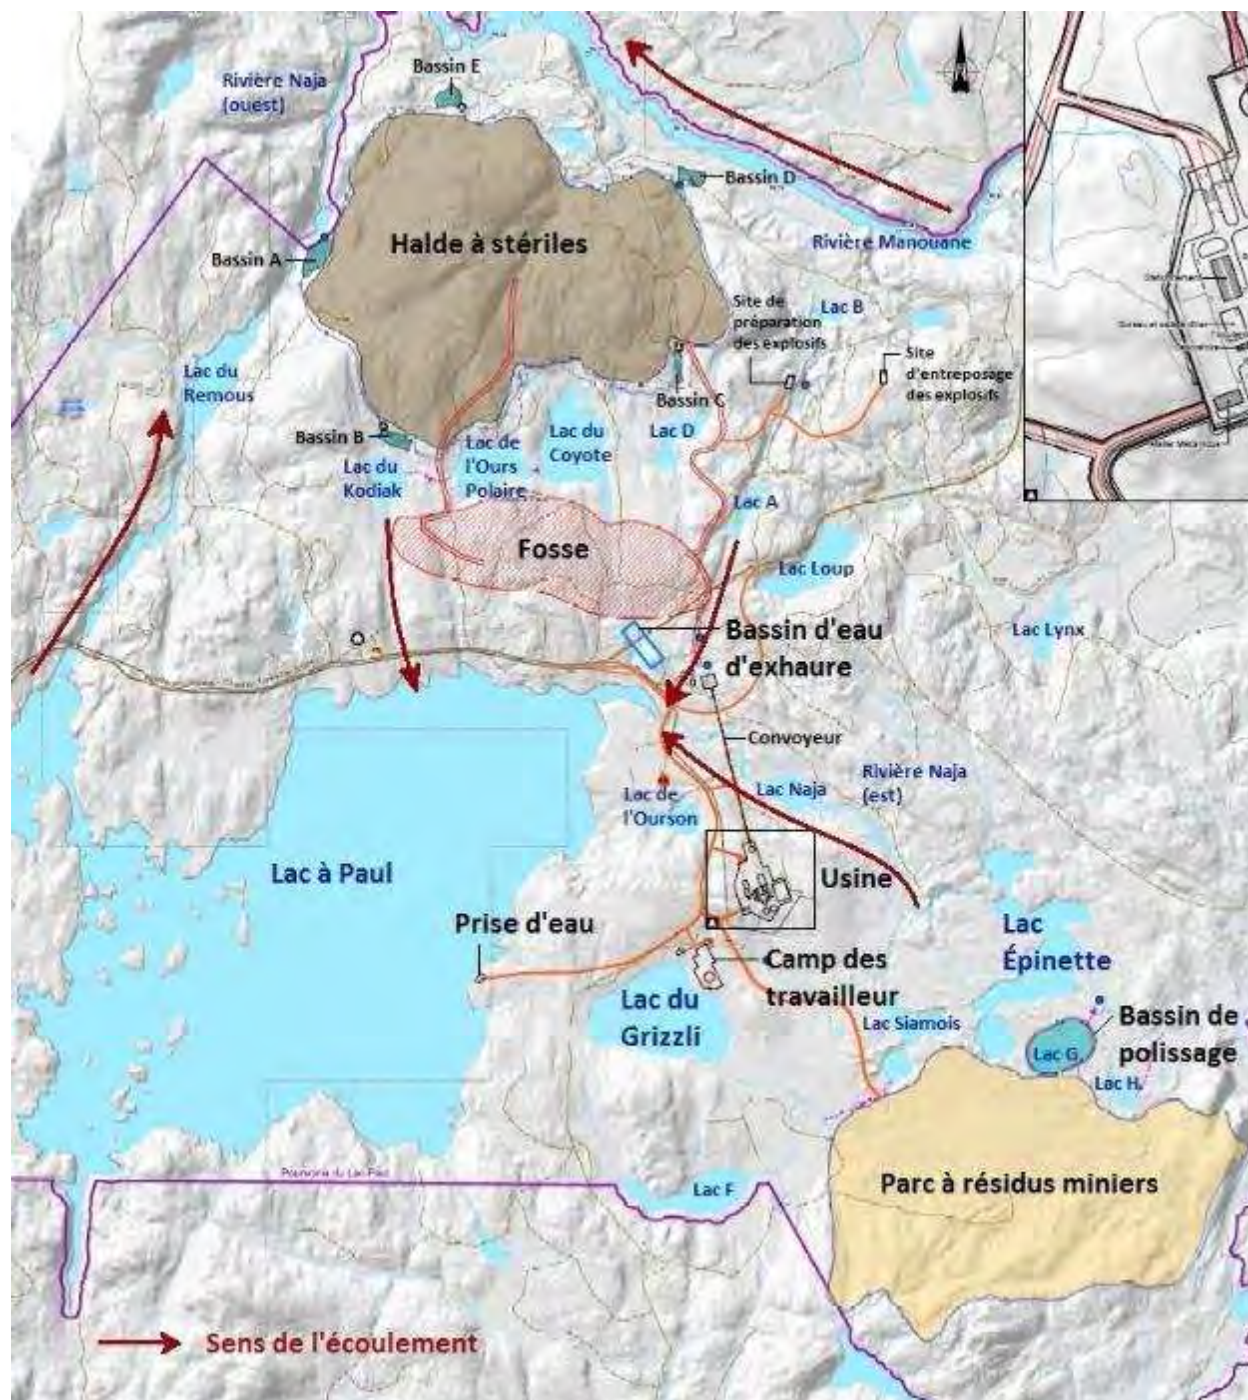 Bassin E
Rivière Naja
(ouest)
Bassin D
Halde à stériles
Rivière Manouane
Bassin A
Site de
préparation
des explosifs
Lac B
Site
d'entreposage
des explosifs
Lac du
Remous
Bassin C
Bassin B
Lac de
l'Ours
Polaire
Lac du
Coyote
Lac D
Lac du
Kodiak
Lac A
Fosse
Lac Loup
Lac Lynx
Bassin d'eau
d'exhaure
Convoyeur
Rivière Naja
(est)
Lac Naja
Lac de
l'Ourson
Lac à Paul
Usine
Prise d'eau
Lac
Épinette
Camp des
travailleur
Lac du
Grizzli
Lac Siamois
Bassin de
polissage
Lac G
Lac H
Parc à résidus miniers
Lac F
Sens de l'écoulement